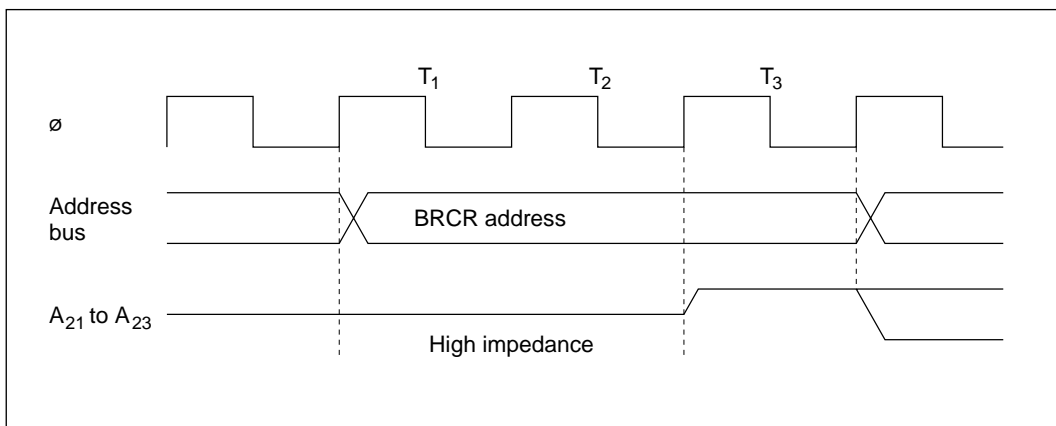 T1 T2 T3
ø
Address
bus
BRCR address
A21 to A23
High impedance